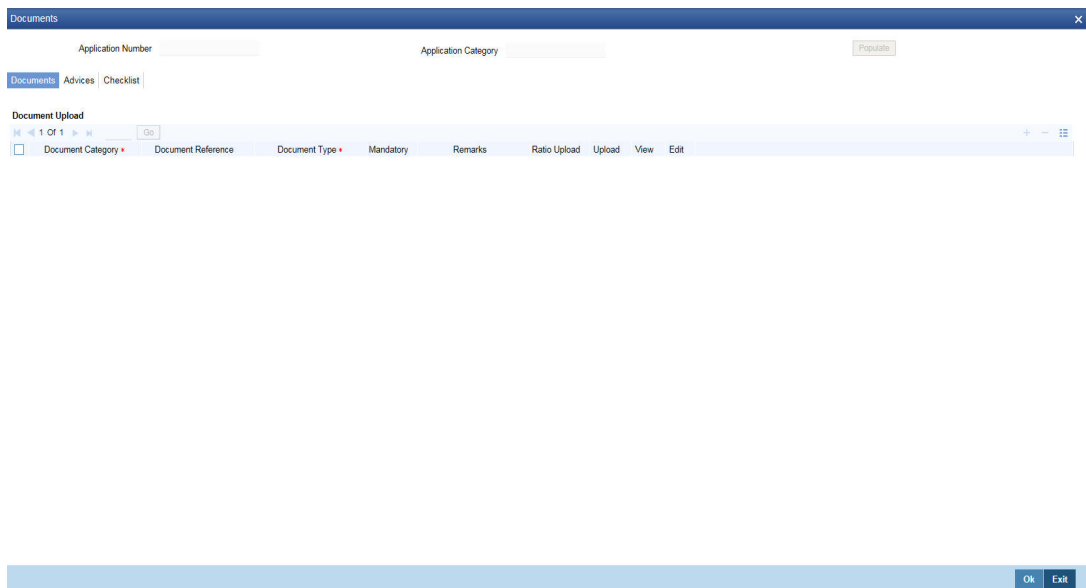 Documents
Application Number
Application Category
Populate
Documents Advices Checklist
Document Upload
1 Of 1 Go
Document Category * Document Reference Document Type * Mandatory Remarks Ratio Upload Upload View Edit
Ok Exit